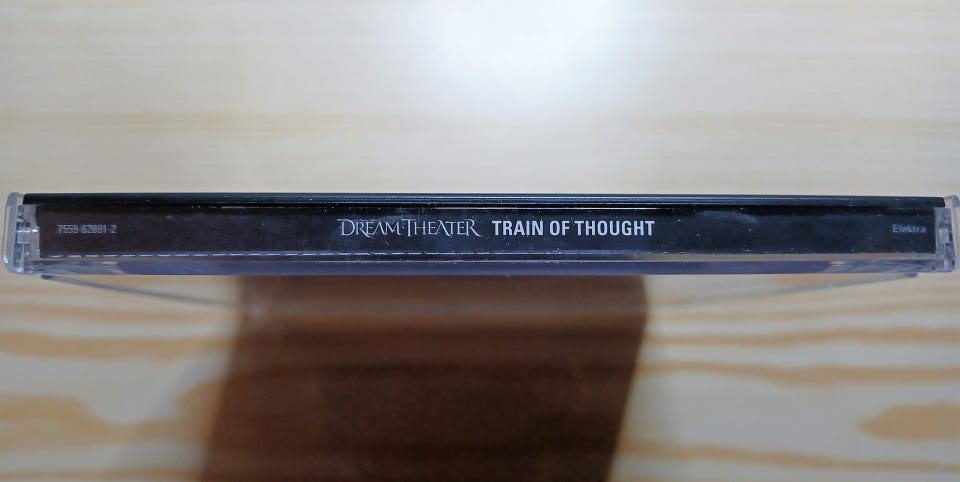 7559-62891-2 DREAM·THEATER TRAIN OF THOUGHT Elektra